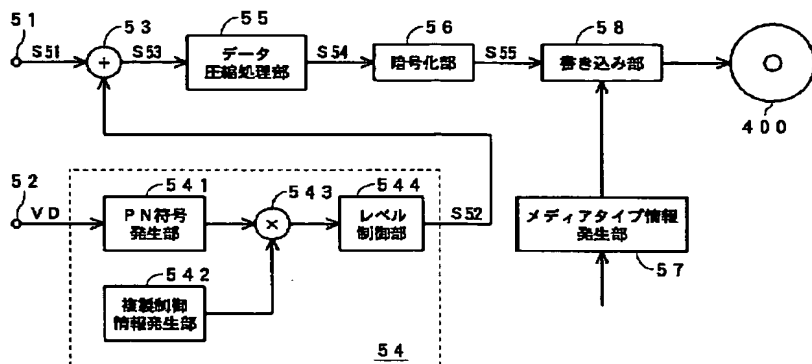 51
S51
53
+
S53
55
データ
圧縮処理部
S54
56
暗号化部
S55
58
書き込み部
400
52
VD
541
PN符号
発生部
543
×
544
レベル
制御部
S52
542
複製制御
情報発生部
54
メディアタイプ情報
発生部
57